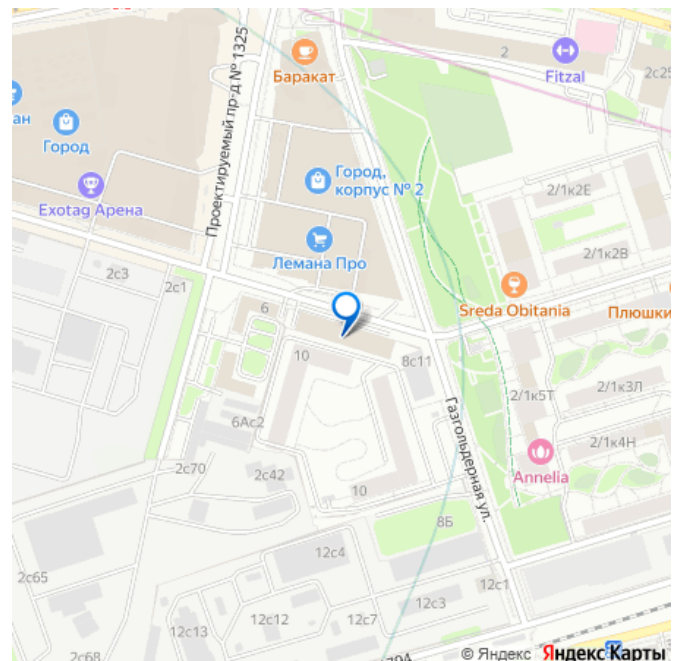 Баракат
2
Fitzal
2с25
ан
Город
Проектируемый пр-д № 1325
Exotag Арена
Город,
корпус № 2
2/1к2Е
Лемана Про
2/1к2В
2с3
2с1
Sreda Obitania
Плюшки
6
10
8с11
2/1к3Л
2/1к5Т
6Ас2
Газгольдерная ул.
2/1к4Н
2с70
2с42
Annelia
10
8Б
12с4
2с65
12с1
12с3
12с12
12с7
12с13
2с68
© Яндекс Яндекс Карты